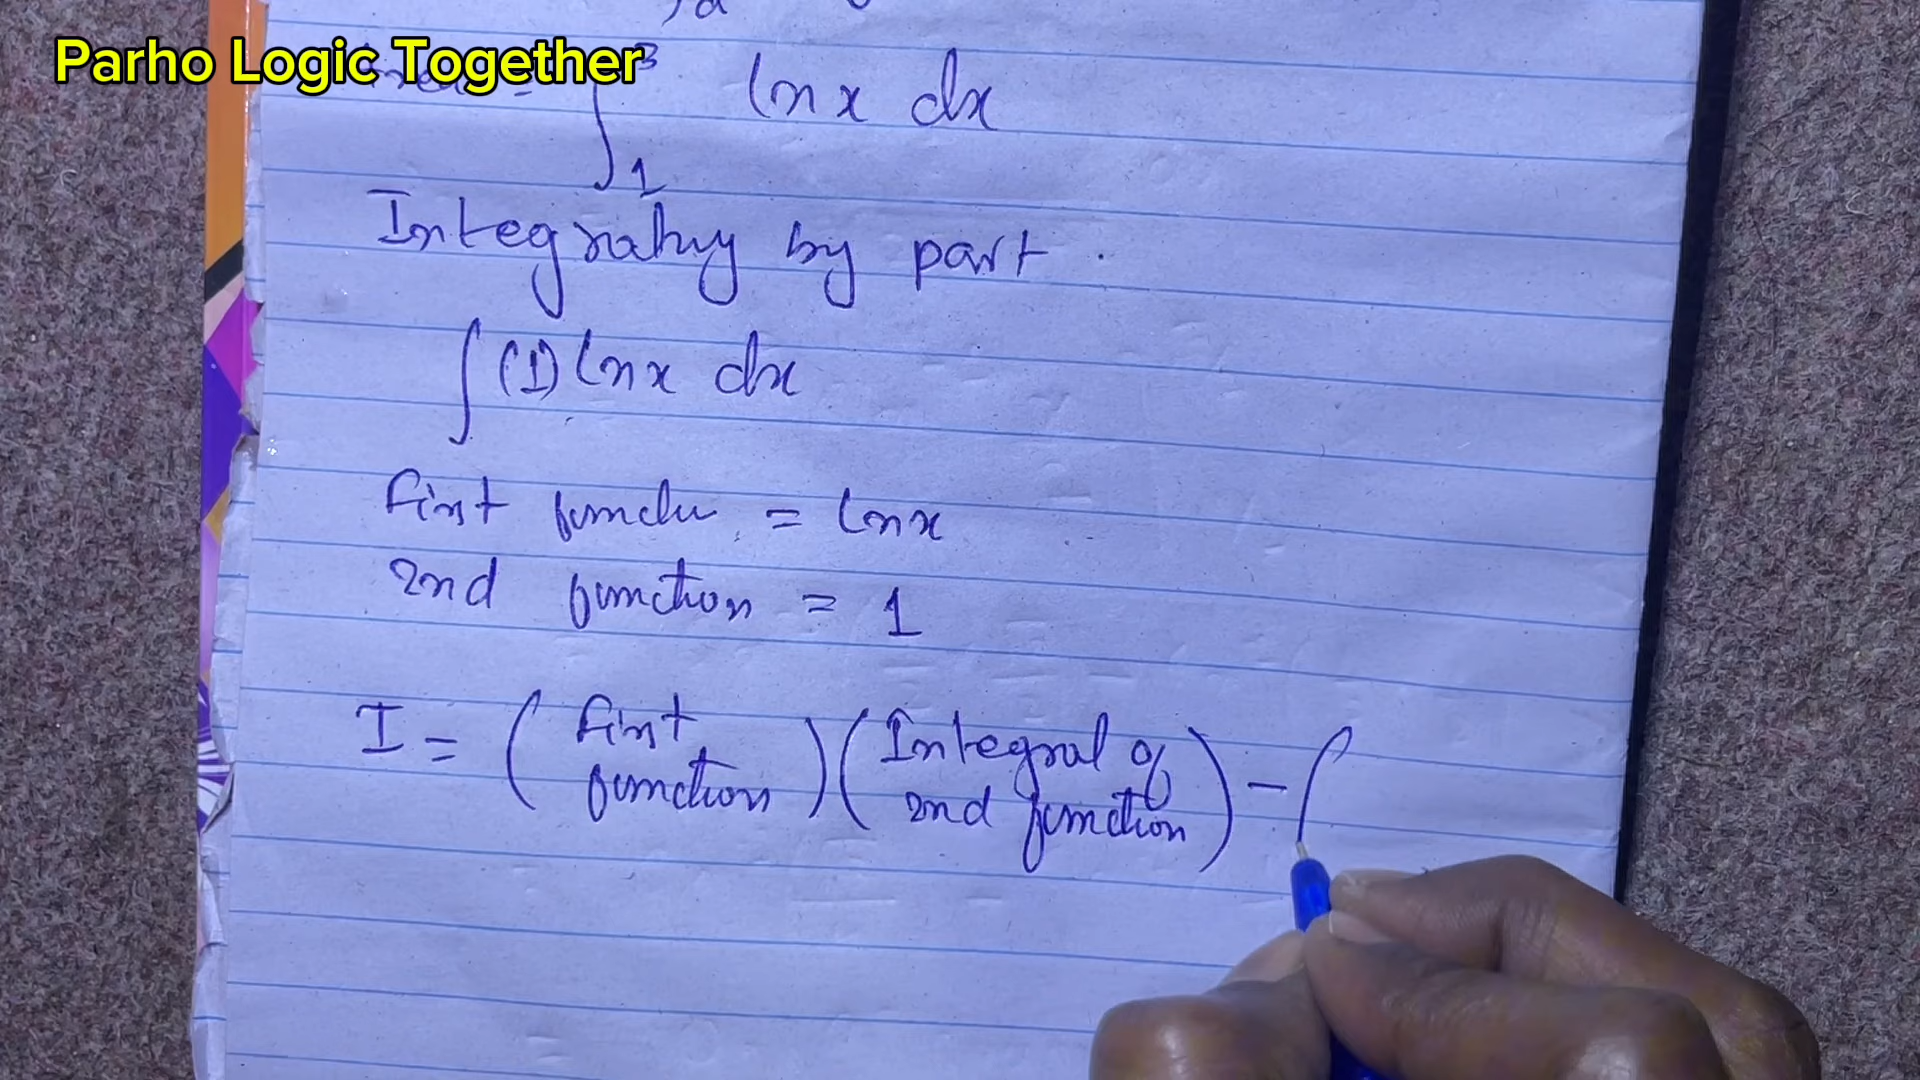 Parho Logic Together
= ∫₁³ ln x dx
Integrating by part .
∫ (1) ln x dx
first = ln x
2nd function = 1
I = ( first function ) ( Integral of 2nd function ) - (